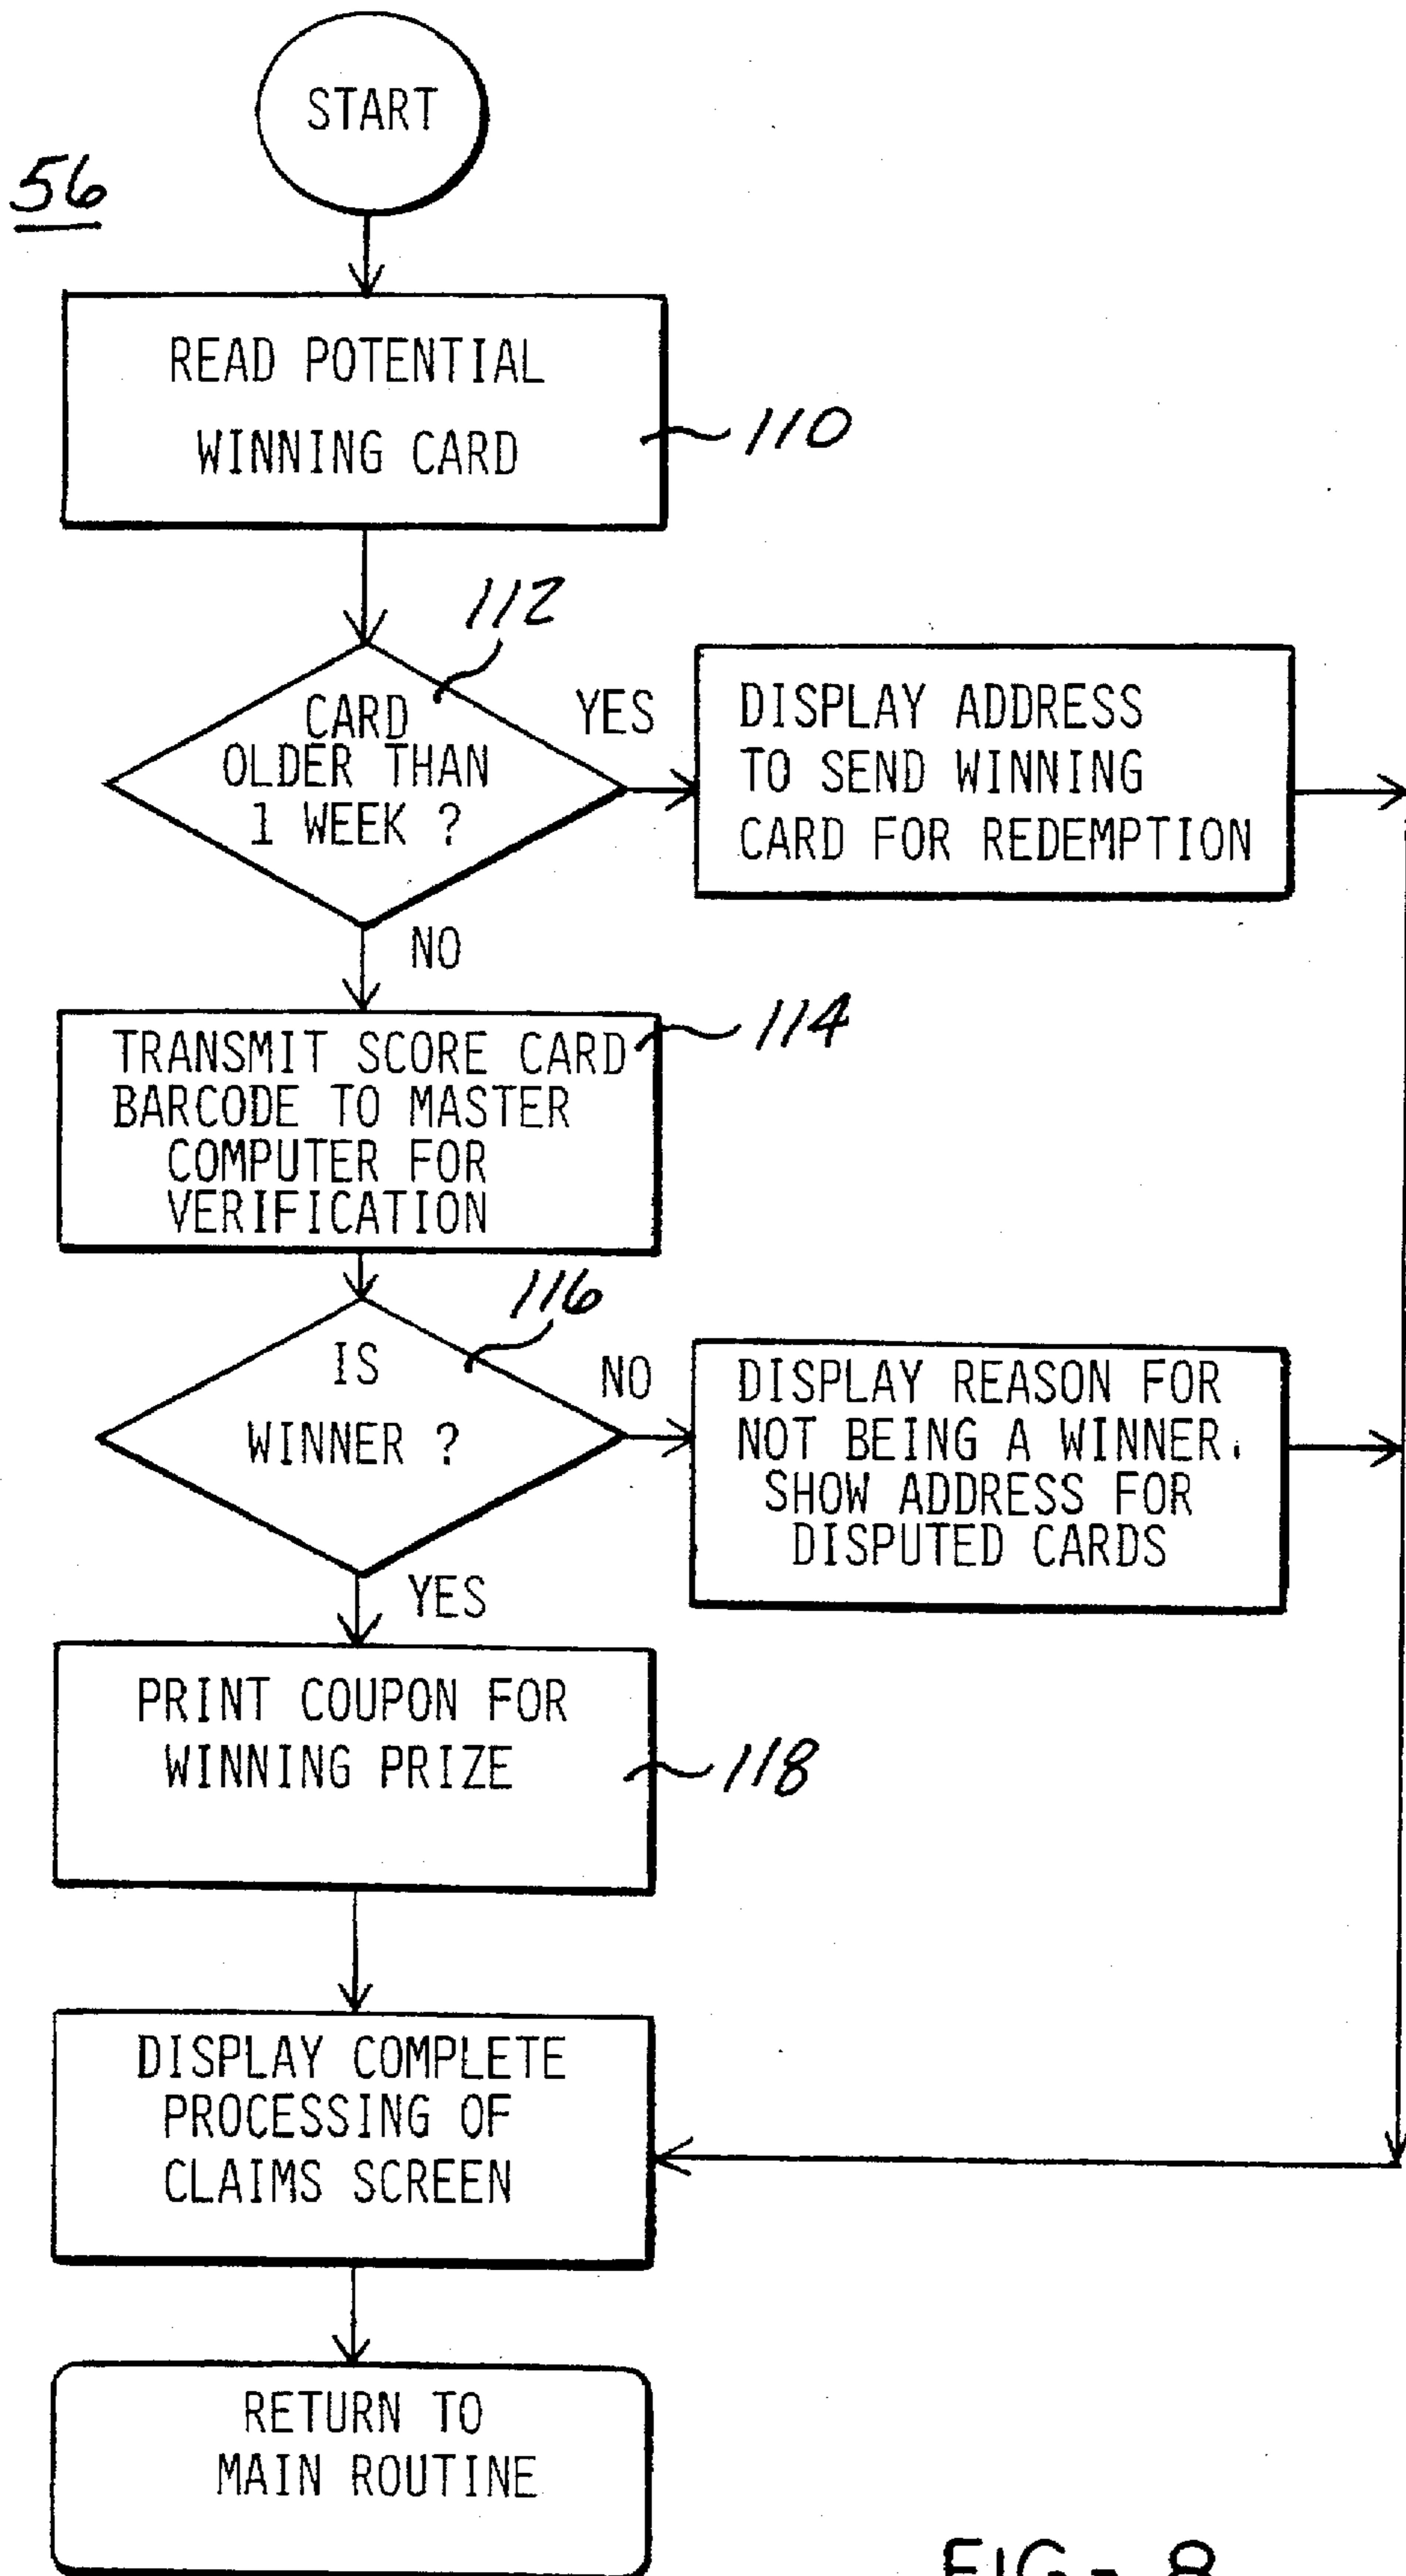 START
56
READ POTENTIAL
WINNING CARD
110
112
CARD
OLDER THAN
1 WEEK ?
YES
DISPLAY ADDRESS
TO SEND WINNING
CARD FOR REDEMPTION
NO
TRANSMIT SCORE CARD
BARCODE TO MASTER
COMPUTER FOR
VERIFICATION
114
116
IS
WINNER ?
NO
DISPLAY REASON FOR
NOT BEING A WINNER.
SHOW ADDRESS FOR
DISPUTED CARDS
YES
PRINT COUPON FOR
WINNING PRIZE
118
DISPLAY COMPLETE
PROCESSING OF
CLAIMS SCREEN
RETURN TO
MAIN ROUTINE
FIG - 8